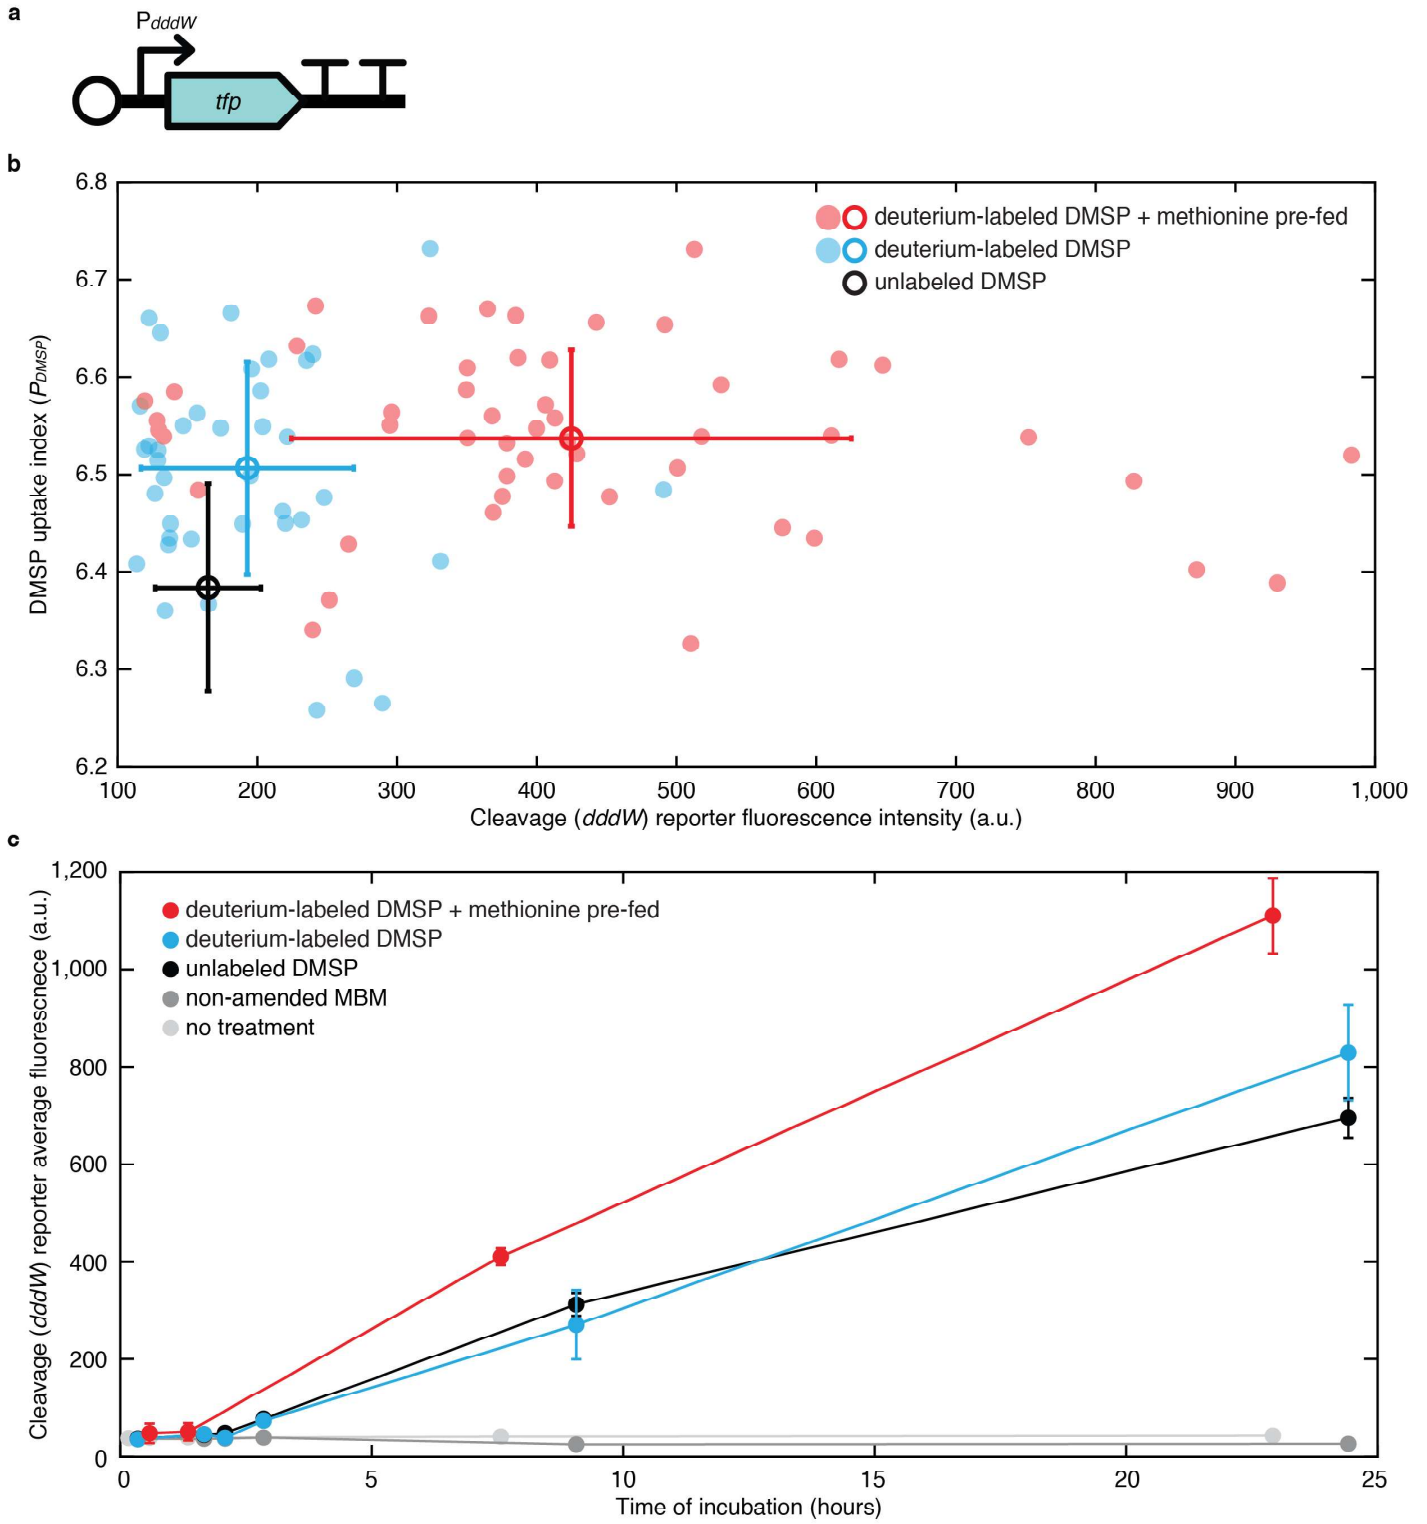 a
PdddW
tfp
b
6.8
6.7
6.6
6.5
6.4
6.3
6.2
DMSP uptake index (PDMSP)
deuterium-labeled DMSP + methionine pre-fed
deuterium-labeled DMSP
unlabeled DMSP
100 200 300 400 500 600 700 800 900 1,000
Cleavage (dddW) reporter fluorescence intensity (a.u.)
c
1,200
1,000
800
600
400
200
0
Cleavage (dddW) reporter average fluorescnece (a.u.)
deuterium-labeled DMSP + methionine pre-fed
deuterium-labeled DMSP
unlabeled DMSP
non-amended MBM
no treatment
0 5 10 15 20 25
Time of incubation (hours)